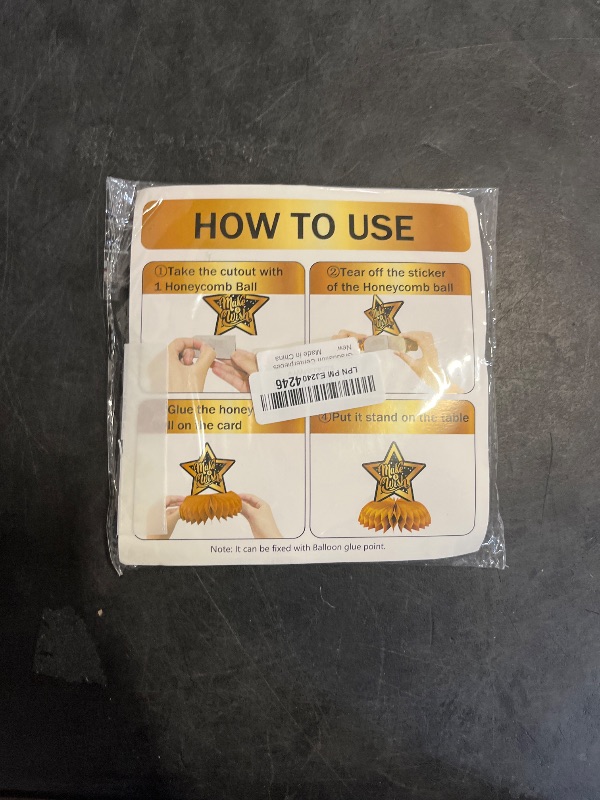 HOW TO USE
①Take the cutout with
1 Honeycomb Ball
Make
a
Wish
②Tear off the sticker
of the Honeycomb ball
Make
a
Wish
LPN PM EJ240 4246
Graduation Centerpieces
New
Made in China
Glue the honey
ll on the card
Make
a
Wish
④Put it stand on the table
Make
a
Wish
Note: It can be fixed with Balloon glue point.